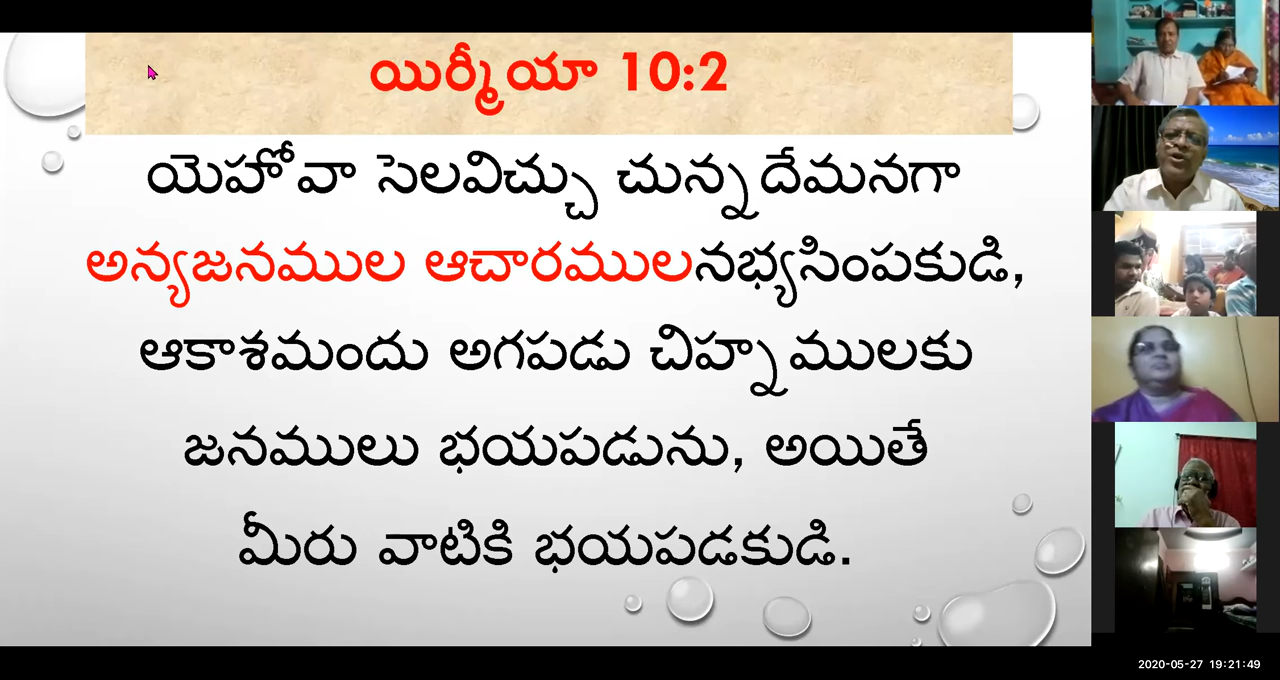 యిర్మీయా 10:2
యెహోవా సెలవిచ్చు చున్నదేమనగా
అన్యజనముల ఆచారములనభ్యసింపకుడి,
ఆకాశమందు అగపడు చిహ్నములకు
జనములు భయపడును, అయితే
మీరు వాటికి భయపడకుడి.
2020-05-27 19:21:49